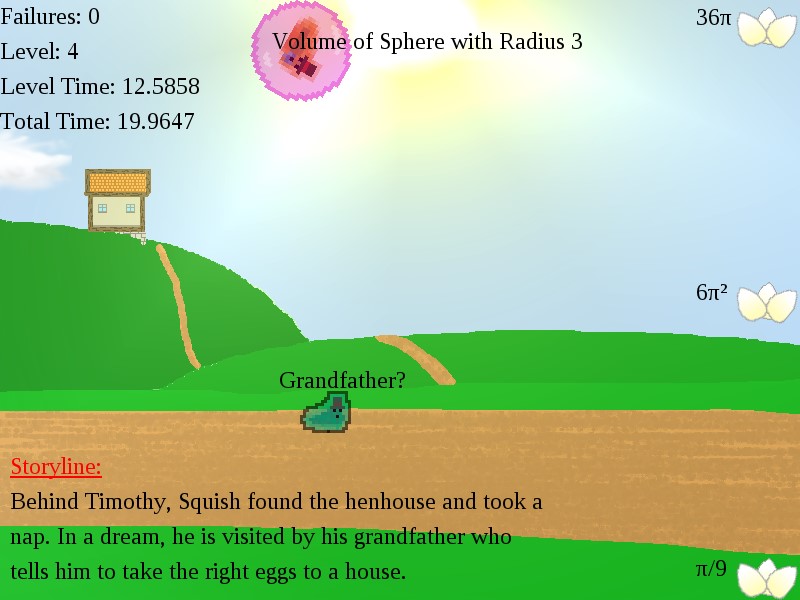 Failures: 0
Level: 4
Level Time: 12.5858
Total Time: 19.9647
Volume of Sphere with Radius 3
36π
6π²
Grandfather?
Storyline:
Behind Timothy, Squish found the henhouse and took a
nap. In a dream, he is visited by his grandfather who
tells him to take the right eggs to a house.
π/9